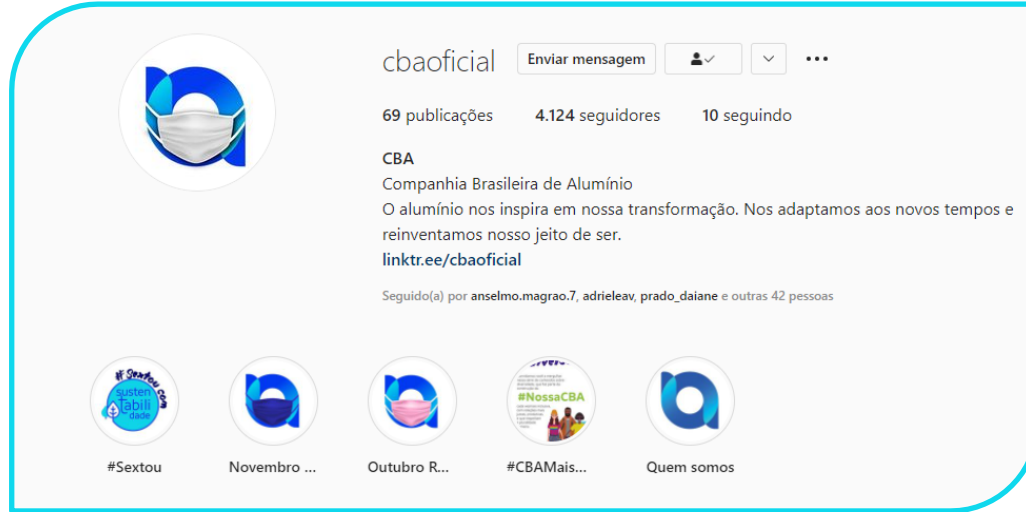 cbaoficial Enviar mensagem
69 publicações 4.124 seguidores 10 seguindo
CBA
Companhia Brasileira de Alumínio
O alumínio nos inspira em nossa transformação. Nos adaptamos aos novos tempos e
reinventamos nosso jeito de ser.
linktr.ee/cbaoficial
Seguido(a) por anselmo.magrao.7, adrieleav, prado_daiane e outras 42 pessoas
#Sextou com
susten
tabili
dade
#NossaCBA
#Sextou Novembro ... Outubro R... #CBAMais... Quem somos